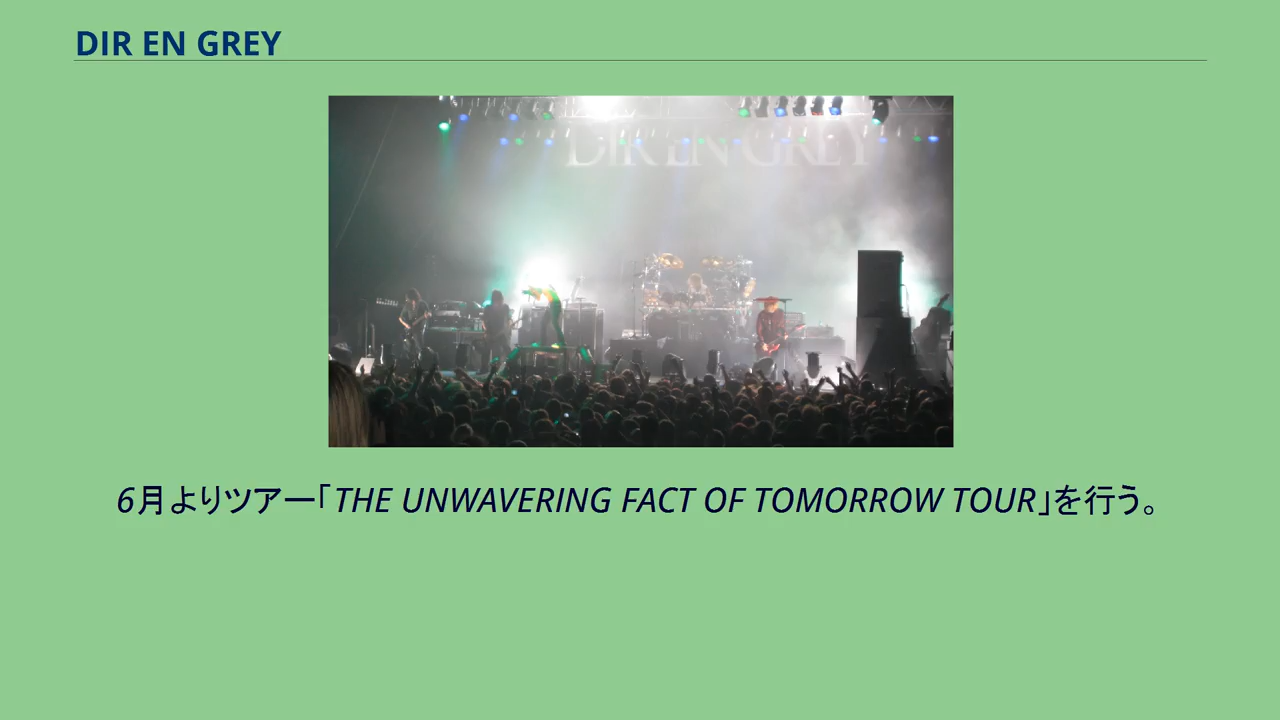 DIR EN GREY
DIR EN GREY
6月よりツアー「THE UNWAVERING FACT OF TOMORROW TOUR」を行う。